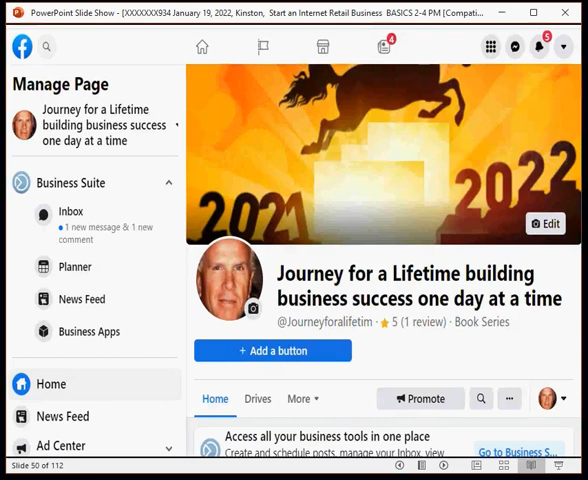 PowerPoint Slide Show - [XXXXXXX934 January 19, 2022, Kinston, Start an Internet Retail Business BASICS 2-4 PM [Compati...
4
5
Manage Page
Journey for a Lifetime
building business success
one day at a time
Business Suite
Inbox
1 new message & 1 new
comment
Planner
News Feed
Business Apps
Home
News Feed
Ad Center
2021
2022
Edit
Journey for a Lifetime building
business success one day at a time
@Journeyforalifetim · 5 (1 review) · Book Series
+ Add a button
Home Drives More
Promote
Access all your business tools in one place
Create and schedule posts, manage your Inbox, view
Go to Business S...
Slide 50 of 112